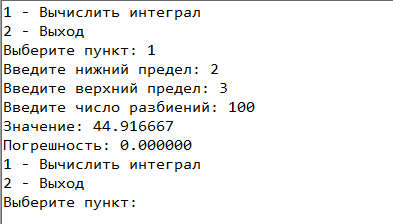 1 - Вычислить интеграл
2 - Выход
Выберите пункт: 1
Введите нижний предел: 2
Введите верхний предел: 3
Введите число разбиений: 100
Значение: 44.916667
Погрешность: 0.000000
1 - Вычислить интеграл
2 - Выход
Выберите пункт: